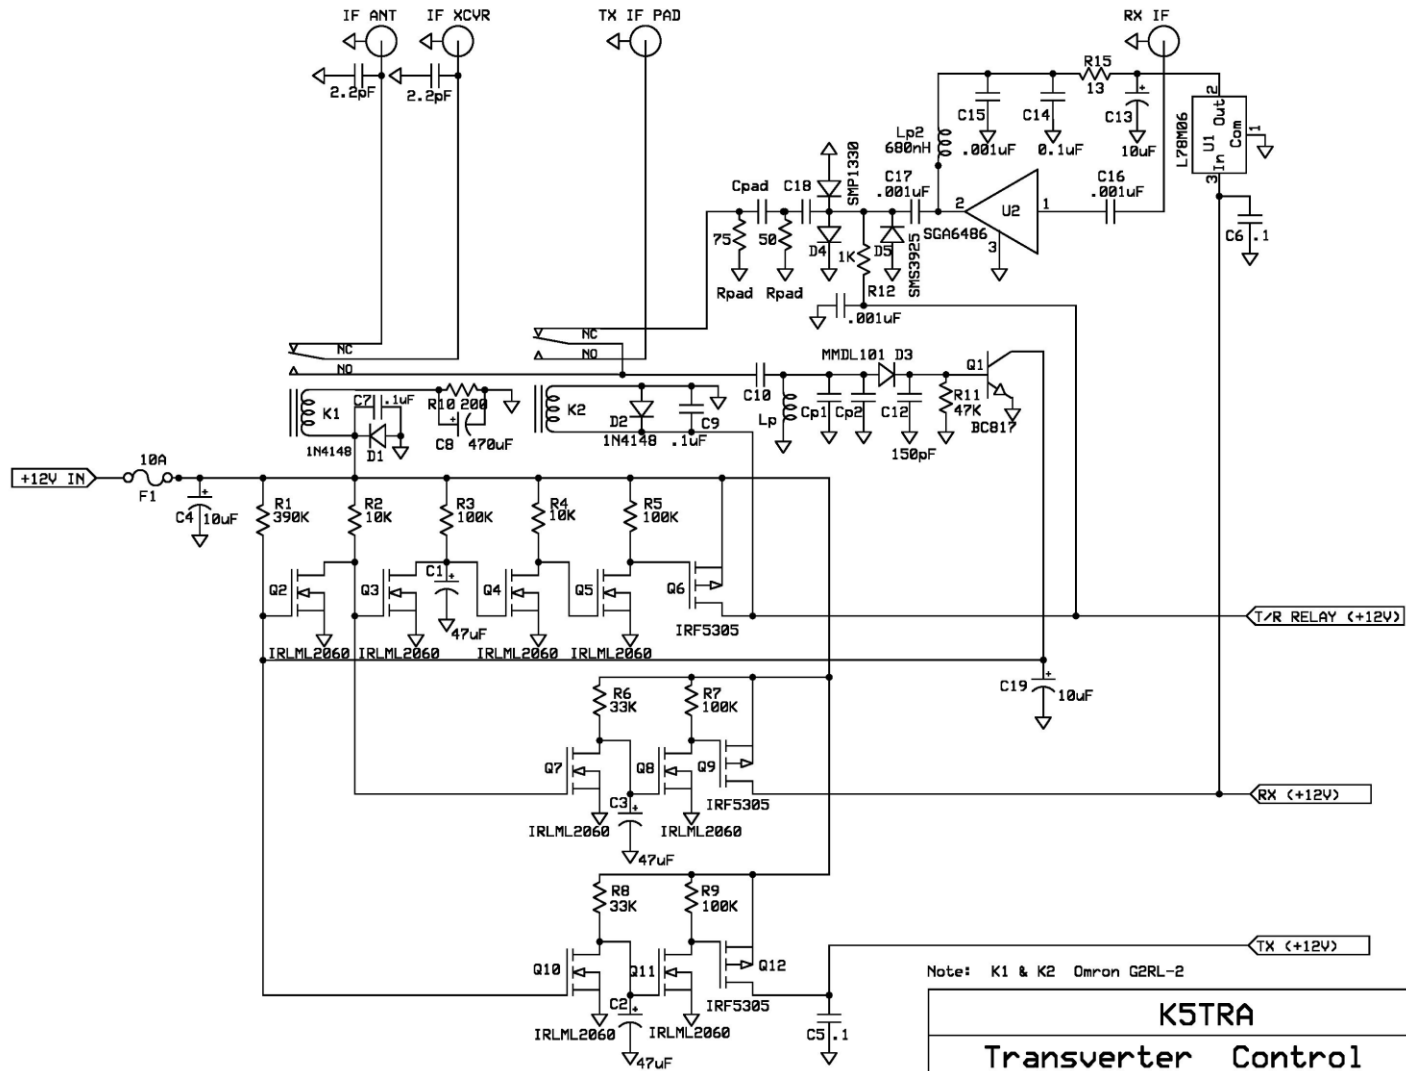 IF ANT
IF XCVR
TX IF PAD
RX IF
2.2pF
2.2pF
R15
13
C15
.001uF
C14
0.1uF
C13
10uF
L78M06
2
Out
U1
In
3
Com
1
Lp2
680nH
C17
.001uF
2
U2
1
3
SGA6486
C16
.001uF
C6 .1
Cpad
C18
SMP1330
75
50
D4
1K
D5
SMS3925
R12
Rpad
Rpad
.001uF
NC
NO
NC
NO
K1
C7 .1uF
R10 200
C8 470uF
1N4148
D1
K2
D2
1N4148
C9
.1uF
C10
Lp
Cp1
Cp2
MMDL101 D3
C12
150pF
R11
47K
Q1
BC817
+12V IN
10A
F1
C4
10uF
R1
390K
R2
10K
R3
100K
R4
10K
R5
100K
Q2
Q3
C1
47uF
Q4
Q5
Q6
IRF5305
IRLML2060
IRLML2060
IRLML2060
IRLML2060
T/R RELAY (+12V)
C19
10uF
R6
33K
R7
100K
Q7
Q8
Q9
IRF5305
C3
IRLML2060
IRLML2060
47uF
RX (+12V)
R8
33K
R9
100K
Q10
Q11
Q12
IRF5305
C2
IRLML2060
IRLML2060
47uF
C5 .1
TX (+12V)
Note: K1 & K2 Omron G2RL-2
K5TRA
Transverter Control